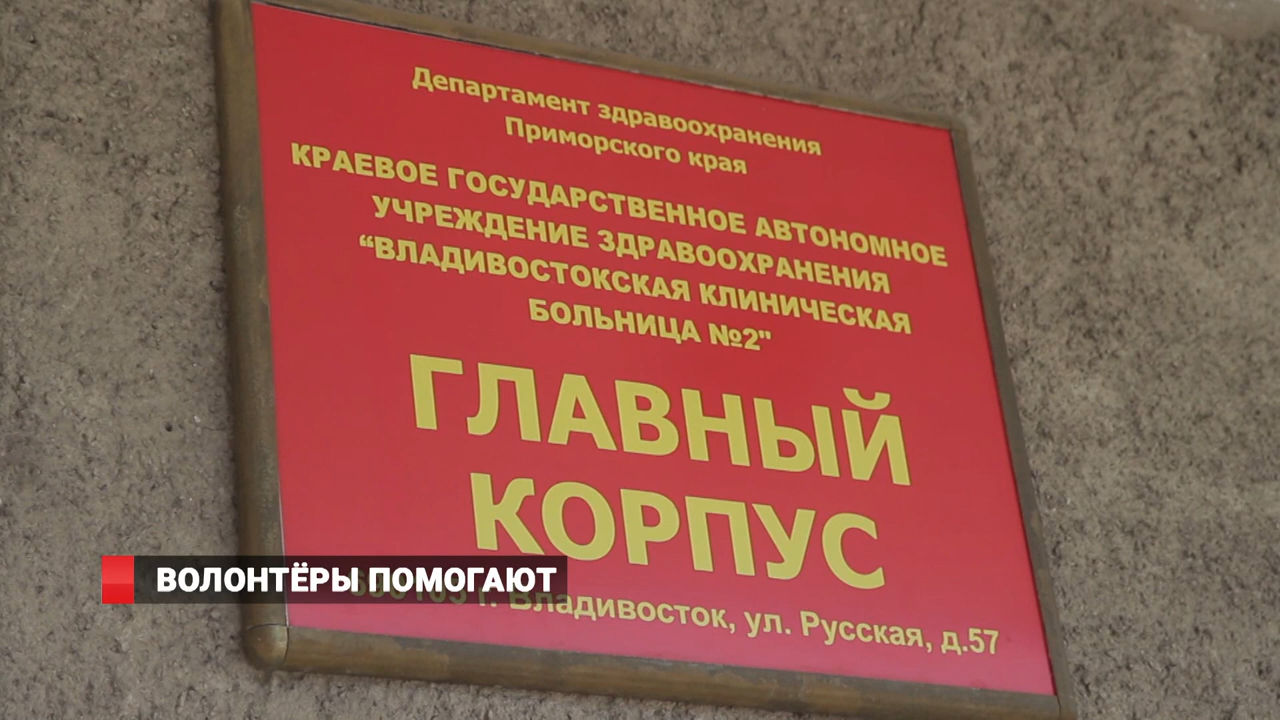 Департамент здравоохранения
Приморского края
КРАЕВОЕ ГОСУДАРСТВЕННОЕ АВТОНОМНОЕ
УЧРЕЖДЕНИЕ ЗДРАВООХРАНЕНИЯ
“ВЛАДИВОСТОКСКАЯ КЛИНИЧЕСКАЯ
БОЛЬНИЦА №2"
ГЛАВНЫЙ
КОРПУС
ВОЛОНТЁРЫ ПОМОГАЮТ
г. Владивосток, ул. Русская, д.57